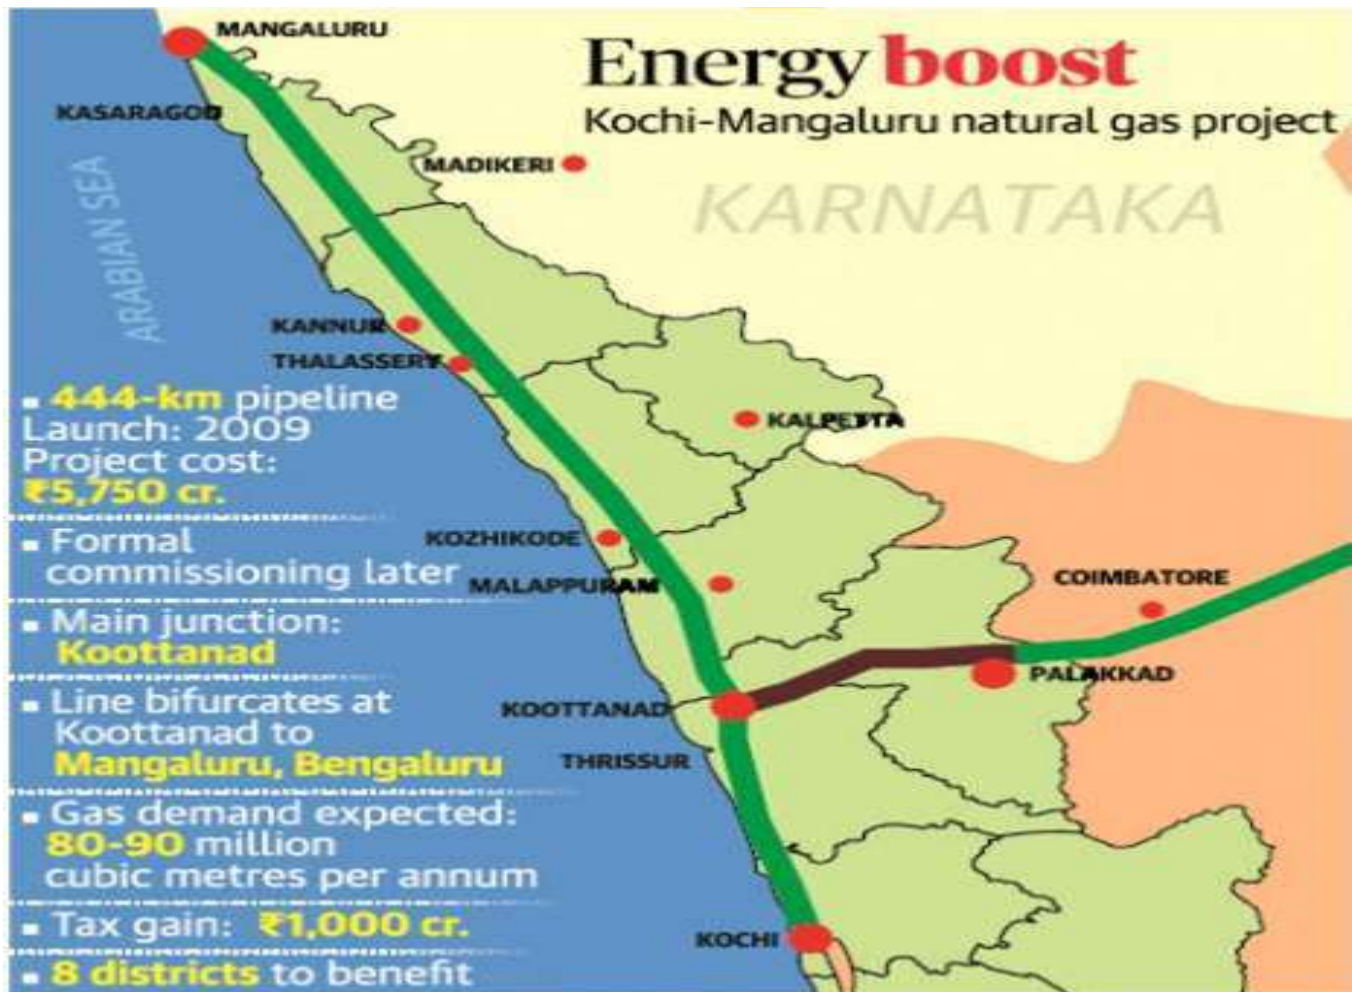 MANGALURU
Energy boost
Kochi-Mangaluru natural gas project
KASARAGOD
MADIKERI
KARNATAKA
ARABIAN SEA
KANNUR
THALASSERY
KALPETTA
▪ 444-km pipeline
Launch: 2009
Project cost:
₹5,750 cr.
▪ Formal
commissioning later
▪ Main junction:
Koottanad
▪ Line bifurcates at
Koottanad to
Mangaluru, Bengaluru
▪ Gas demand expected:
80-90 million
cubic metres per annum
▪ Tax gain: ₹1,000 cr.
▪ 8 districts to benefit
KOZHIKODE
MALAPPURAM
COIMBATORE
PALAKKAD
KOOTTANAD
THRISSUR
KOCHI